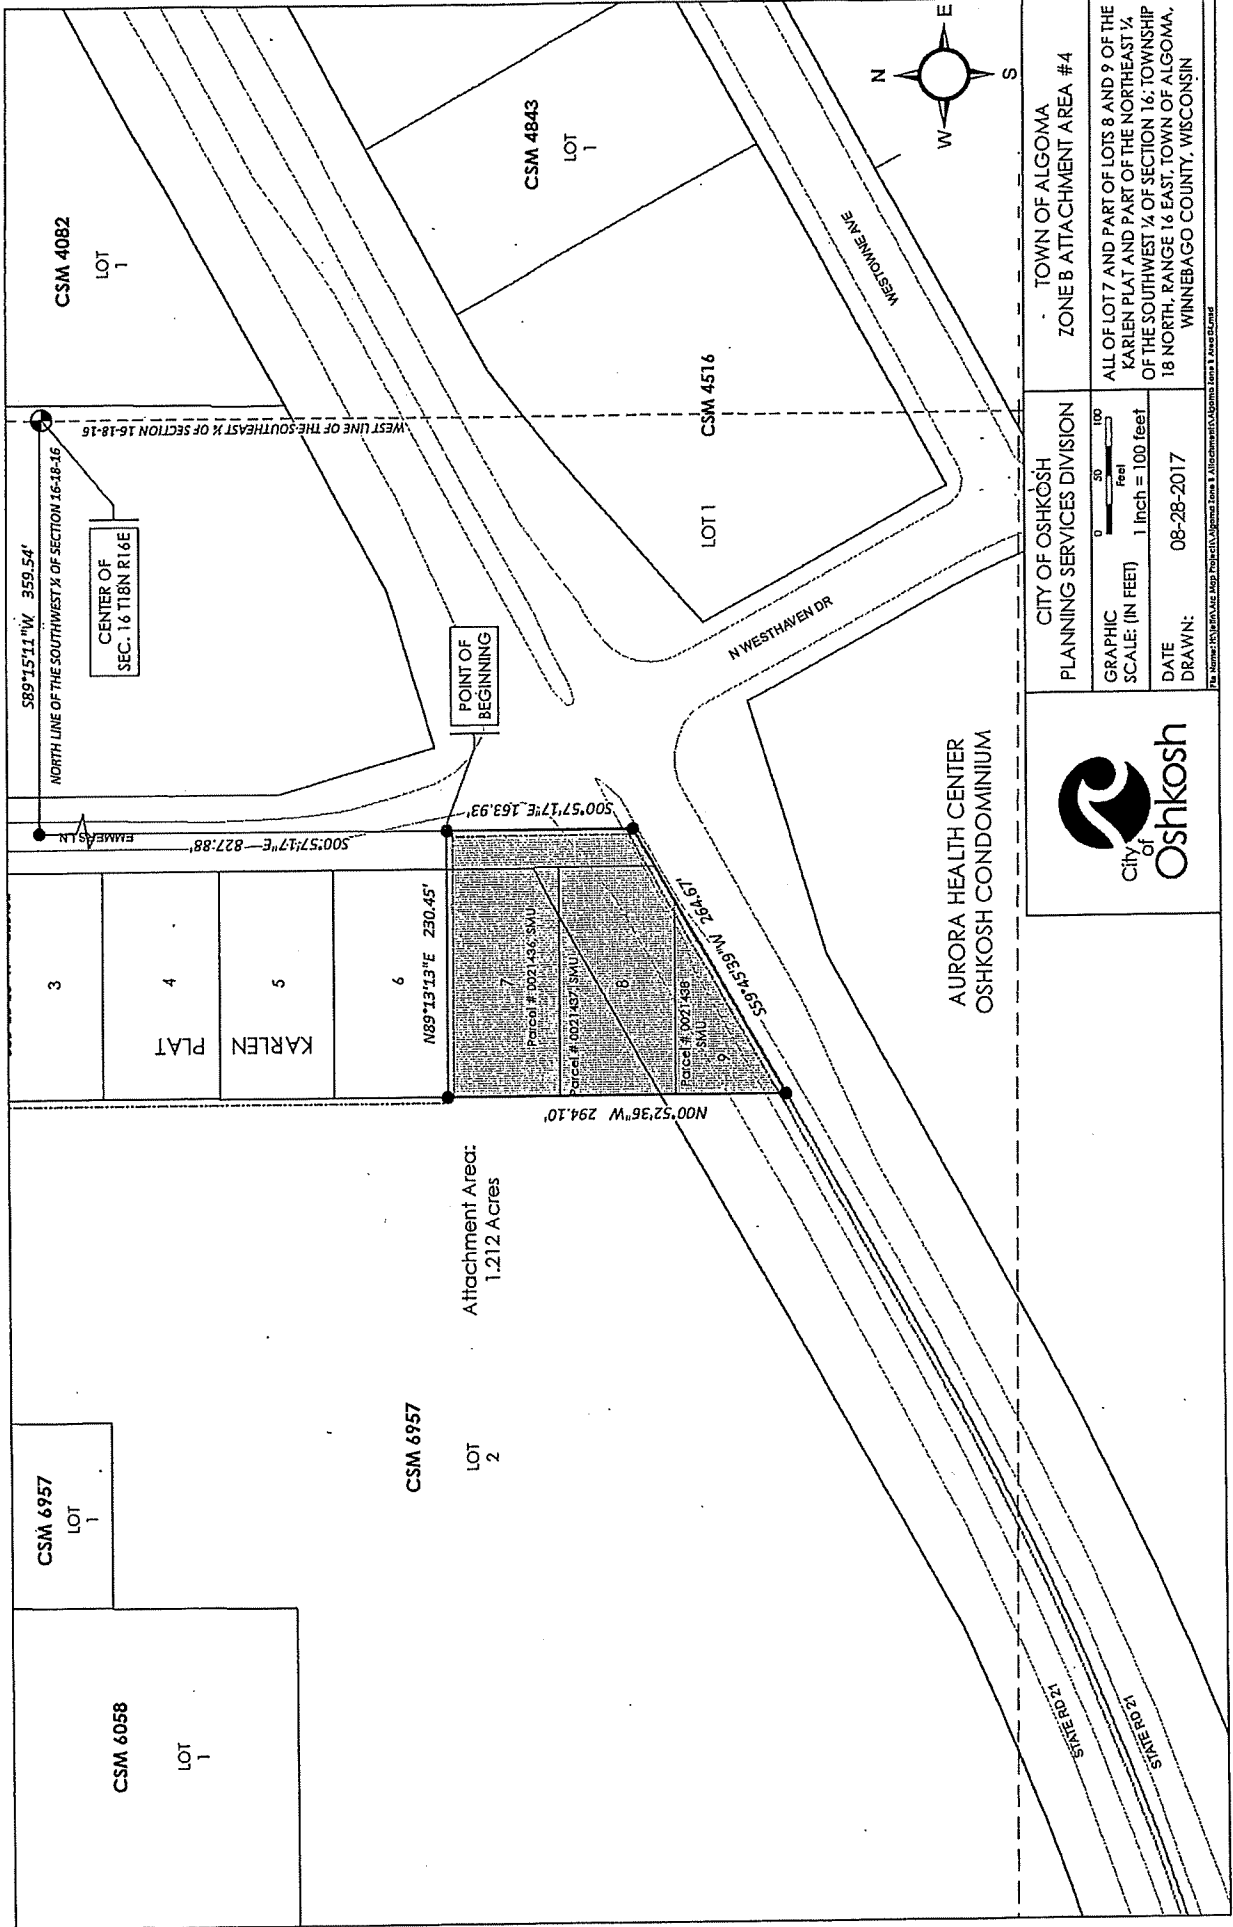 CSM 6058
LOT
1
CSM 6957
LOT
1
CSM 6957
LOT
2
Attachment Area:
1.212 Acres
3
4
PLAT
5
KARLEN
6
N89°13'13"E 230.45'
7
Parcel # 0021436, SMU
Parcel # 0021437, SMU
8
Parcel # 0021438
SMU
9
N00°52'36"W 294.10'
S59°45'39"W 264.67'
S00°57'17"E 163.93'
S00°57'17"E 827.88'
EMMERS LN
S89°15'11"W 359.54'
NORTH LINE OF THE SOUTHWEST ¼ OF SECTION 16-18-16
CENTER OF
SEC. 16 T18N R16E
POINT OF
BEGINNING
WEST LINE OF THE SOUTHEAST ¼ OF SECTION 16-18-16
CSM 4082
LOT
1
CSM 4843
LOT
1
CSM 4516
LOT 1
WESTOWNE AVE
N WESTHAVEN DR
AURORA HEALTH CENTER
OSHKOSH CONDOMINIUM
STATE RD 21
STATE RD 21
N
W E
S
City
of
Oshkosh
CITY OF OSHKOSH
PLANNING SERVICES DIVISION
GRAPHIC
SCALE: (IN FEET)
0 50 100
Feet
1 inch = 100 feet
DATE
DRAWN:
08-28-2017
TOWN OF ALGOMA
ZONE B ATTACHMENT AREA #4
ALL OF LOT 7 AND PART OF LOTS 8 AND 9 OF THE
KARLEN PLAT AND PART OF THE NORTHEAST ¼
OF THE SOUTHWEST ¼ OF SECTION 16, TOWNSHIP
18 NORTH, RANGE 16 EAST, TOWN OF ALGOMA,
WINNEBAGO COUNTY, WISCONSIN